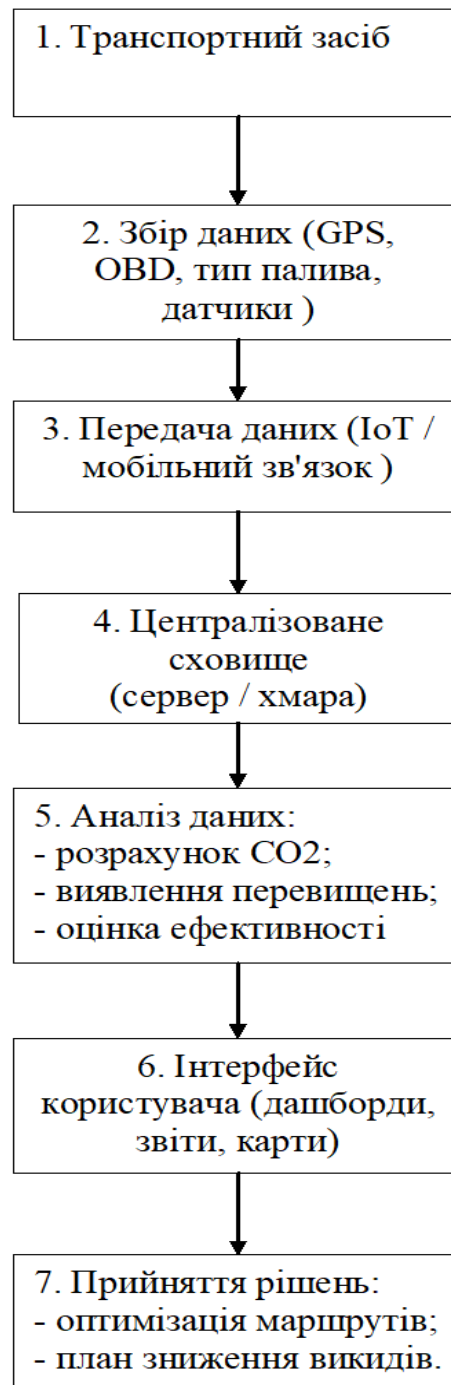 1. Транспортний засіб
2. Збір даних (GPS,
OBD, тип палива,
датчики )
3. Передача даних (IoT /
мобільний зв'язок )
4. Централізоване
сховище
(сервер / хмара)
5. Аналіз даних:
- розрахунок CO2;
- виявлення перевищень;
- оцінка ефективності
6. Інтерфейс
користувача (дашборди,
звіти, карти)
7. Прийняття рішень:
- оптимізація маршрутів;
- план зниження викидів.